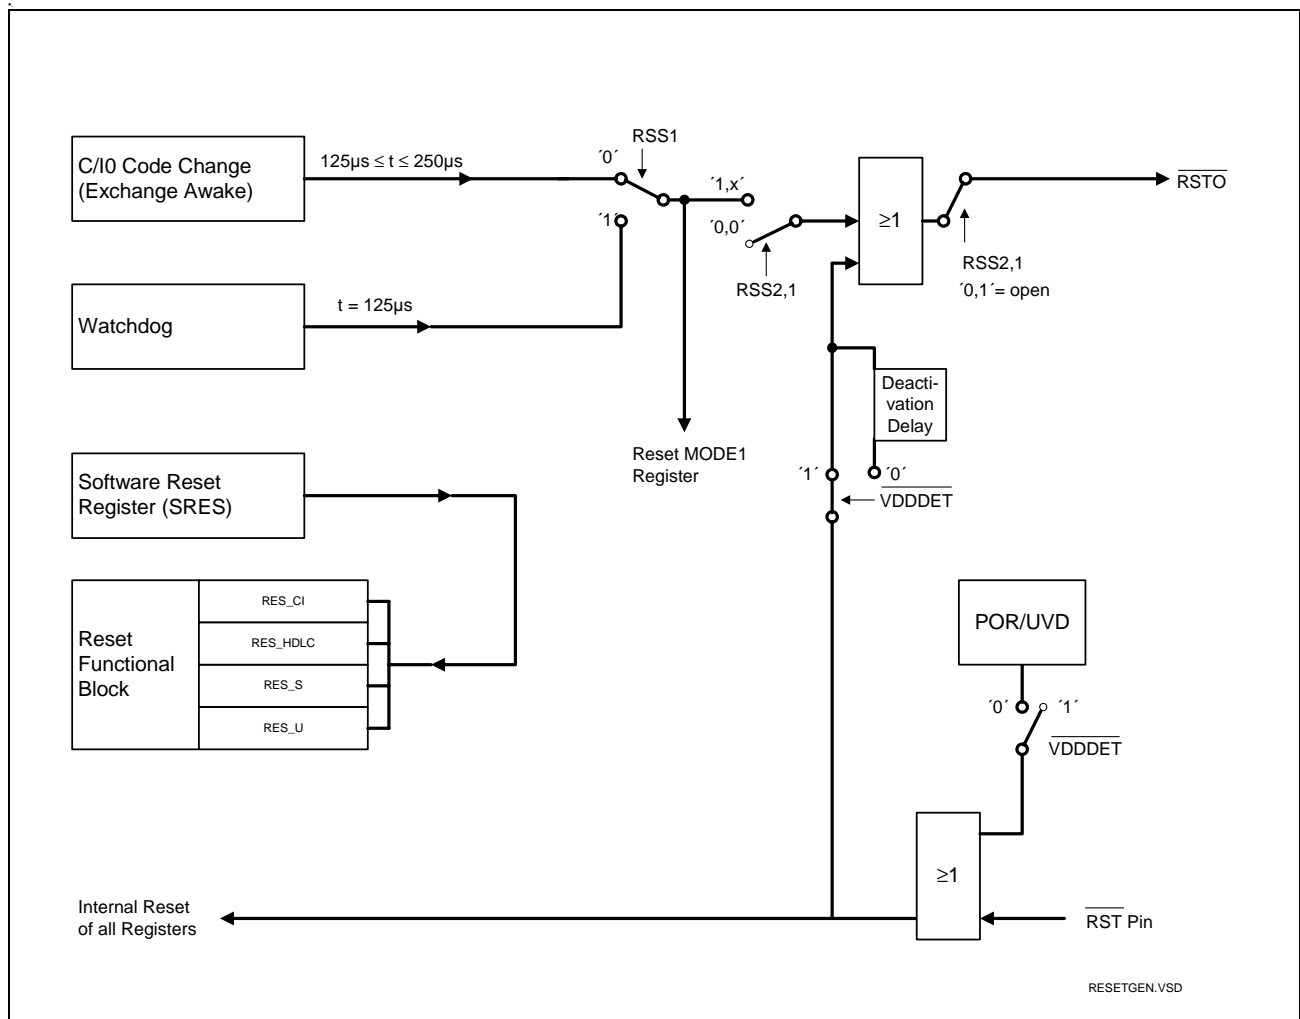 C/I0 Code Change
(Exchange Awake)
125µs ≤ t ≤ 250µs
´0´
RSS1
´1´
´1,x´
´0,0´
RSS2,1
≥1
RSTO
RSS2,1
´0,1´= open
Watchdog
t = 125µs
Deacti-
vation
Delay
Reset MODE1
Register
´1´
´0´
VDDDET
Software Reset
Register (SRES)
Reset
Functional
Block
RES_CI
RES_HDLC
RES_S
RES_U
POR/UVD
´0´
´1´
VDDDET
≥1
Internal Reset
of all Registers
RST Pin
RESETGEN.VSD